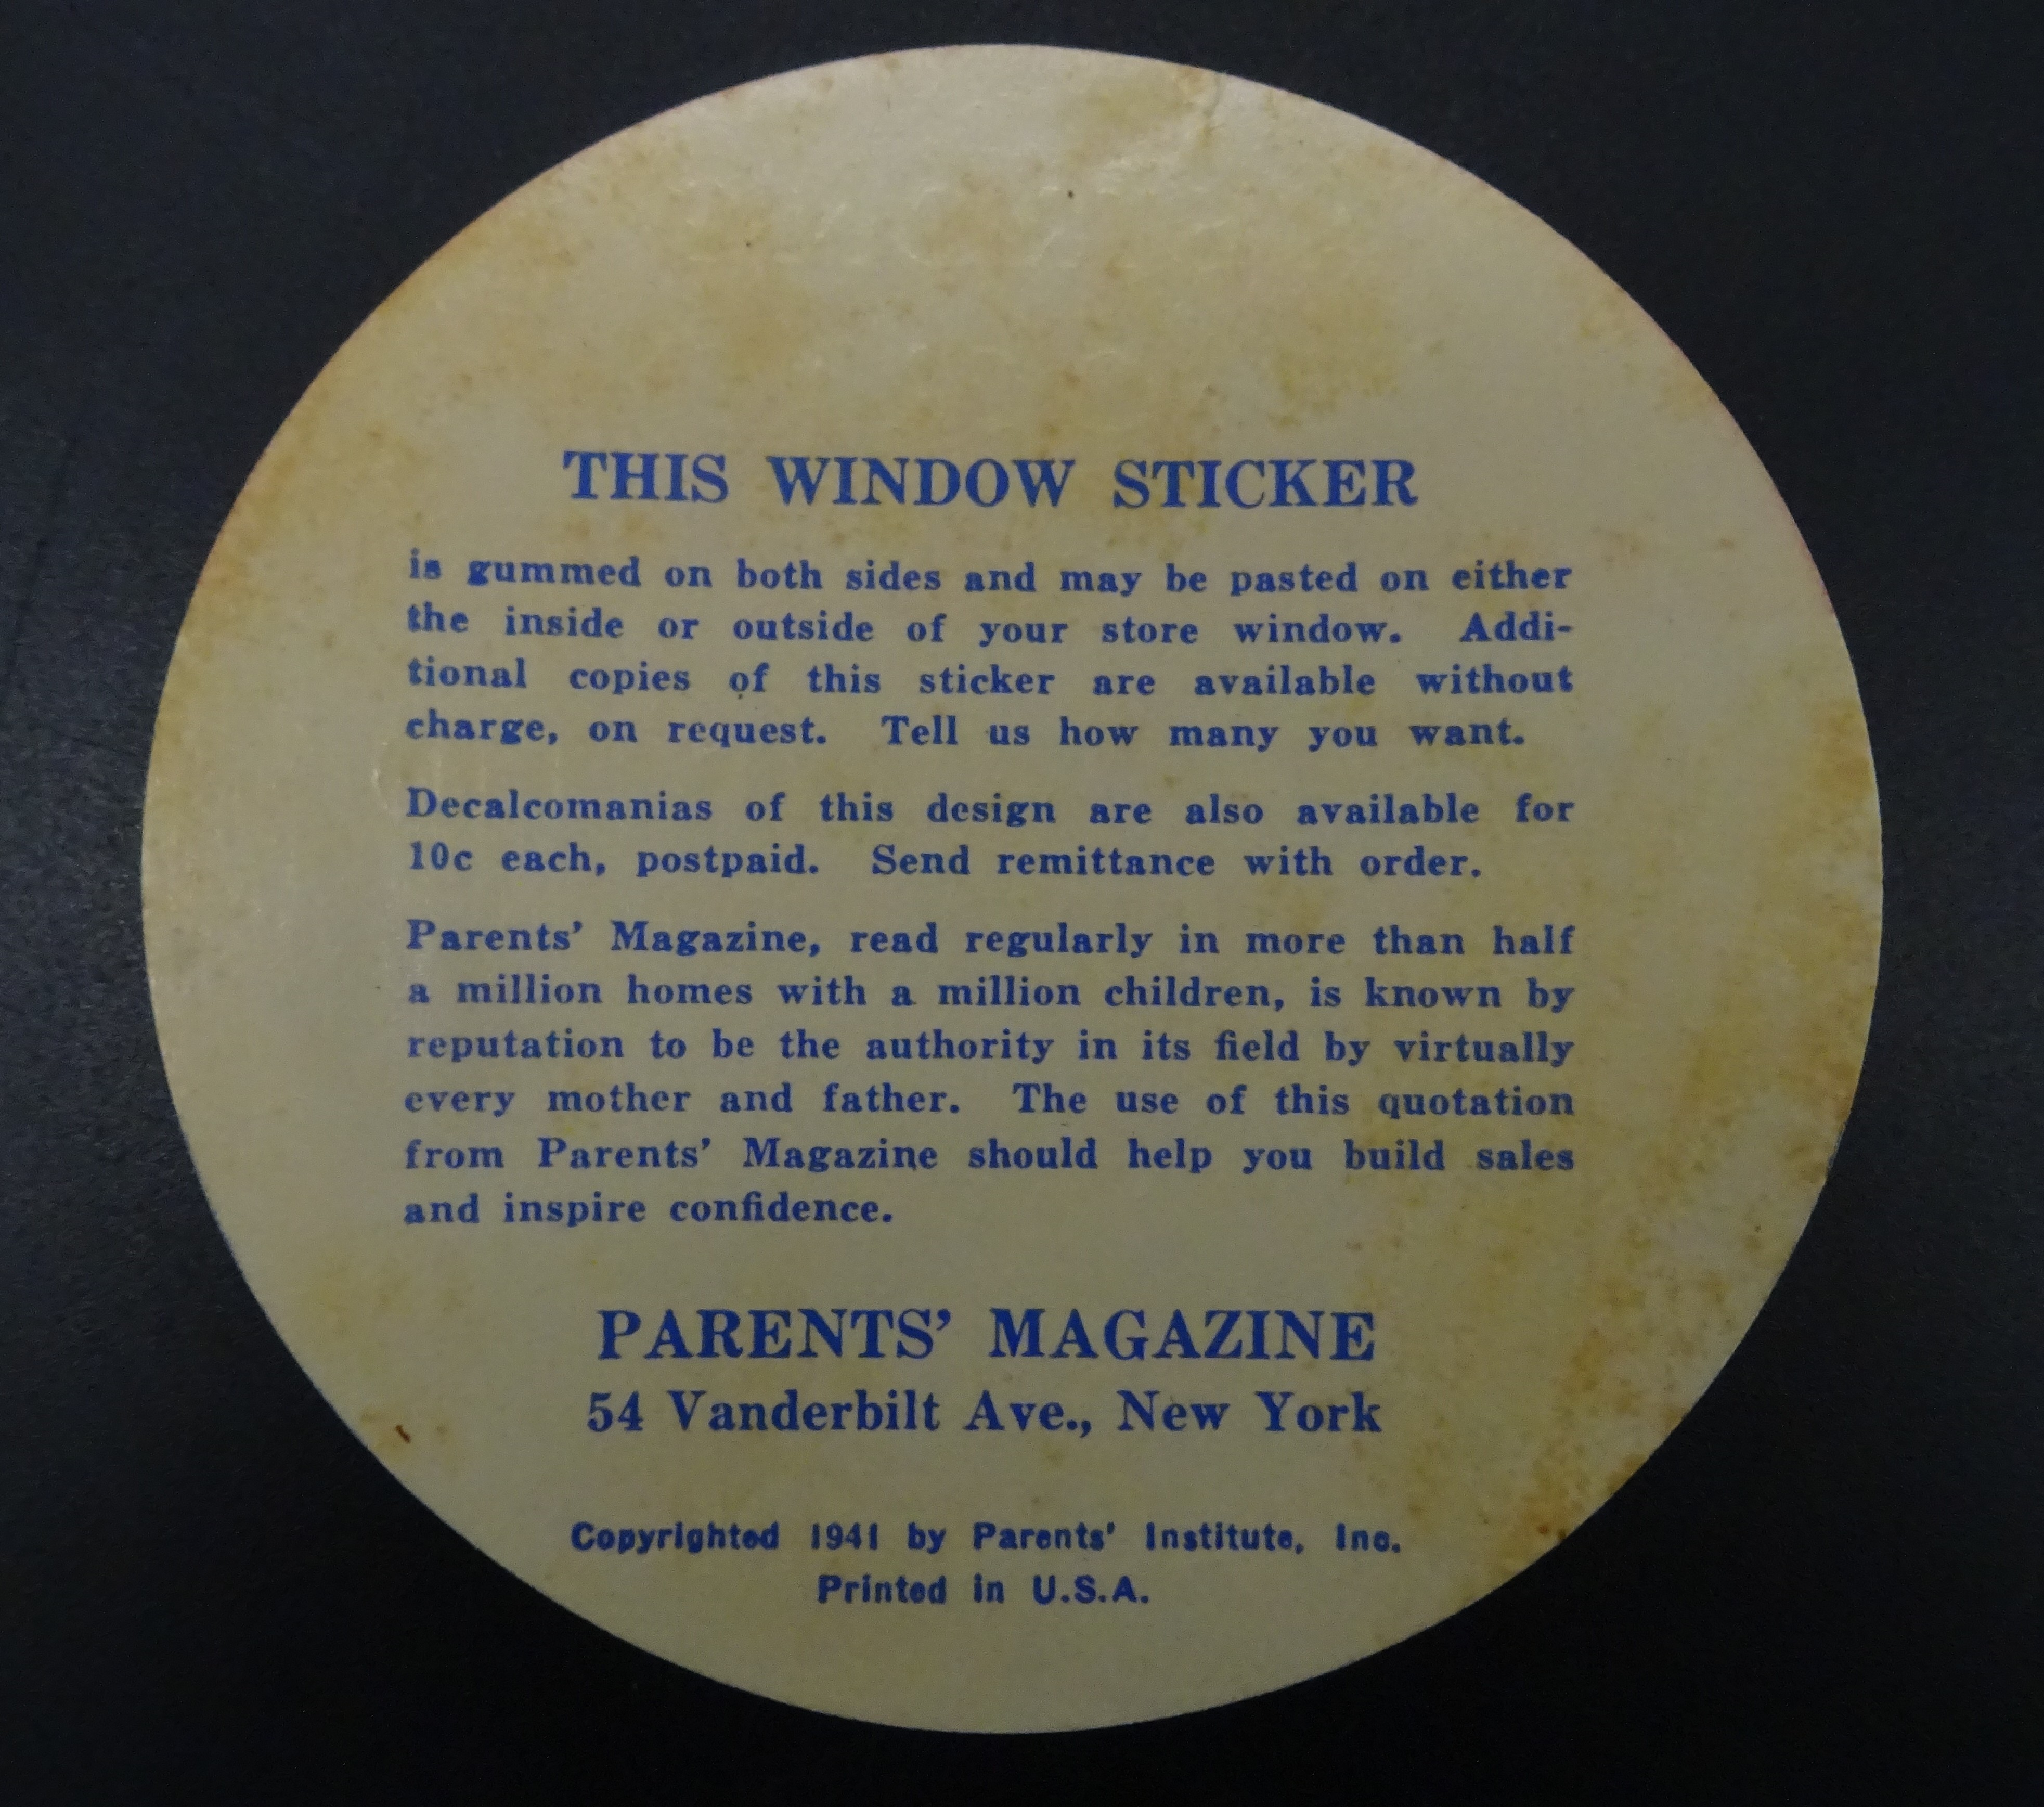 THIS WINDOW STICKER
is gummed on both sides and may be pasted on either
the inside or outside of your store window. Addi-
tional copies of this sticker are available without
charge, on request. Tell us how many you want.
Decalcomanias of this design are also available for
10c each, postpaid. Send remittance with order.
Parents’ Magazine, read regularly in more than half
a million homes with a million children, is known by
reputation to be the authority in its field by virtually
every mother and father. The use of this quotation
from Parents’ Magazine should help you build sales
and inspire confidence.
PARENTS’ MAGAZINE
54 Vanderbilt Ave., New York
Copyrighted 1941 by Parents' Institute, Inc.
Printed in U.S.A.